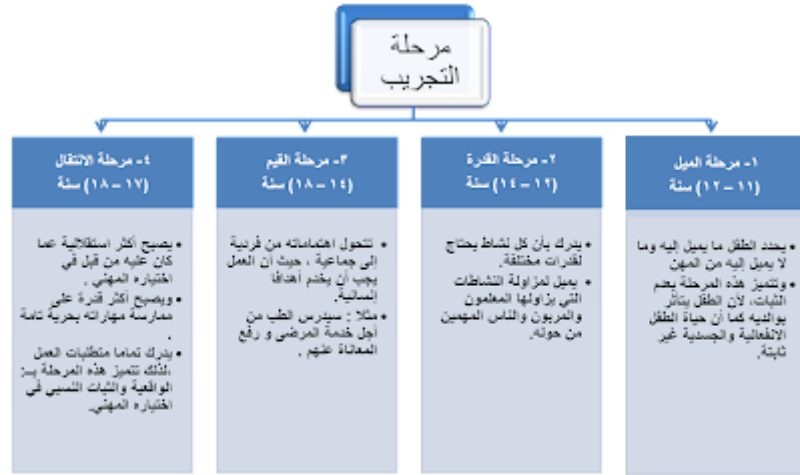 مرحلة
التجريب
١- مرحلة الميل
(١١ – ١٢) سنة
• يحدد الطفل ما يميل إليه وما
لا يميل إليه من المهن
• وتتميز هذه المرحلة بعدم
الثبات، لأن الطفل يتأثر
بوالديه كما أن حياة الطفل
الانفعالية والجسدية غير
ثابتة.
٢- مرحلة القدرة
(١٢ – ١٤) سنة
• يدرك بأن كل نشاط يحتاج
لقدرات مختلفة.
• يميل لمزاولة النشاطات
التي يزاولها المعلمون
والمربون والناس المهمين
من حوله.
٣- مرحلة القيم
(١٤ – ١٨) سنة
• تتحول اهتماماته من فردية
إلى جماعية ، حيث أن العمل
يجب أن يخدم أهدافا
إنسانية.
• مثلا : سيدرس الطب من
أجل خدمة المرضى و رفع
المعاناة عنهم .
٤- مرحلة الانتقال
(١٧ – ١٨) سنة
• يصبح أكثر استقلالية عما
كان عليه من قبل في
اختياره المهني .
• ويصبح أكثر قدرة على
ممارسة مهاراته بحرية تامة
.
• يدرك تماما متطلبات العمل
،لذلك تتميز هذه المرحلة بـ:
الواقعية والثبات النسبي في
اختياره المهني.